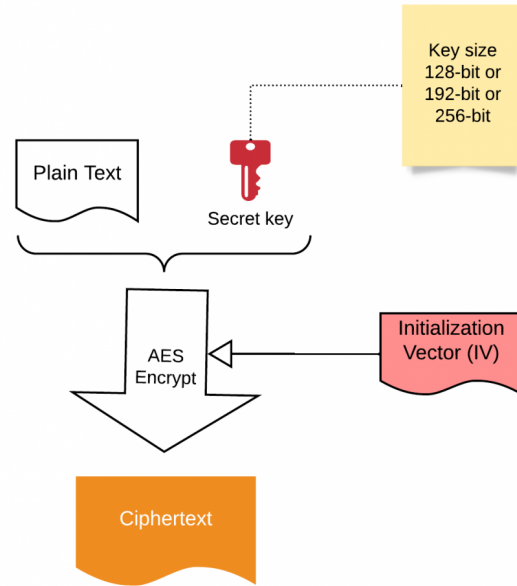 Key size
128-bit or
192-bit or
256-bit
Plain Text
Secret key
Initialization
Vector (IV)
AES
Encrypt
Ciphertext